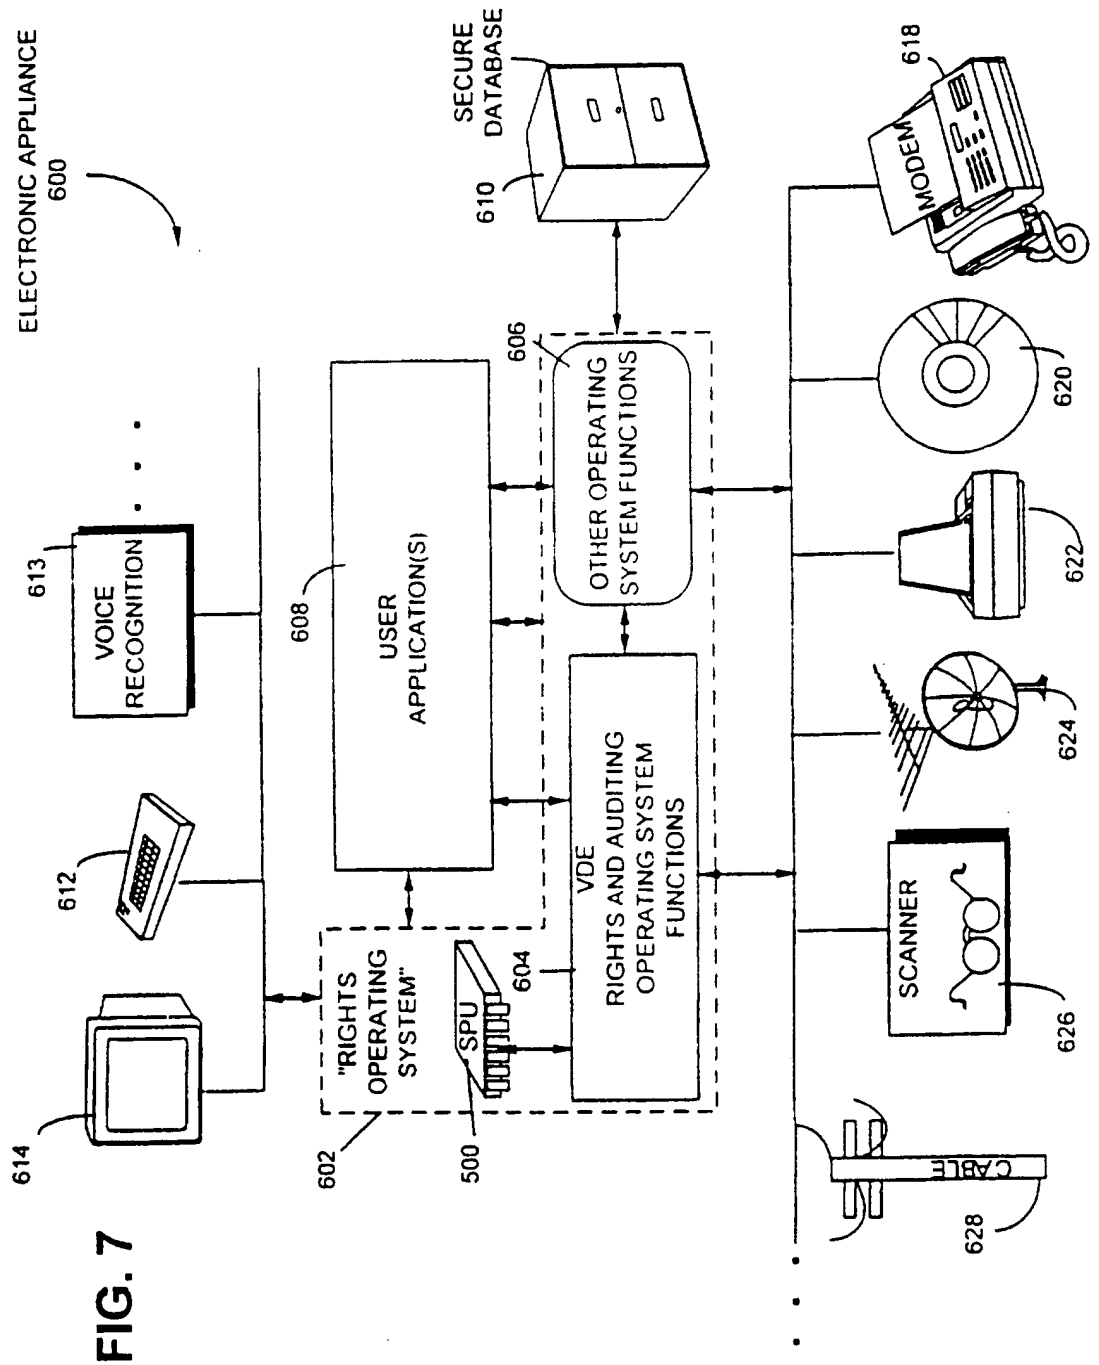 FIG. 7
ELECTRONIC APPLIANCE
600
614
612
613
VOICE
RECOGNITION
602
"RIGHTS
OPERATING
SYSTEM"
608
USER
APPLICATION(S)
500
SPU
604
VDE
RIGHTS AND AUDITING
OPERATING SYSTEM
FUNCTIONS
606
OTHER OPERATING
SYSTEM FUNCTIONS
610
SECURE
DATABASE
628
CABLE
SCANNER
626
624
622
620
MODEM
618